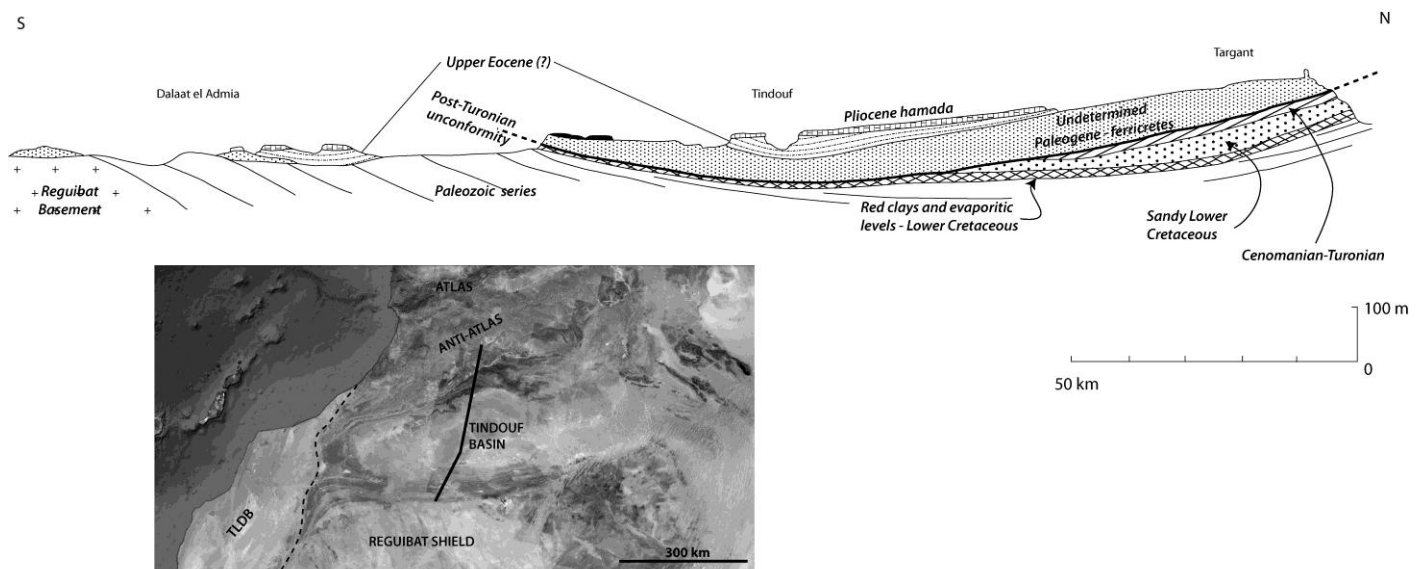 S
N
Targant
Upper Eocene (?)
Dalaat el Admia
Tindouf
Post-Turonian
unconformity
Pliocene hamada
Undetermined
Paleogene - ferricretes
Reguibat
Basement
Paleozoic series
Red clays and evaporitic
levels - Lower Cretaceous
Sandy Lower
Cretaceous
Cenomanian-Turonian
100 m
0
50 km
ATLAS
ANTI-ATLAS
TINDOUF
BASIN
TLDB
REGUIBAT SHIELD
300 km